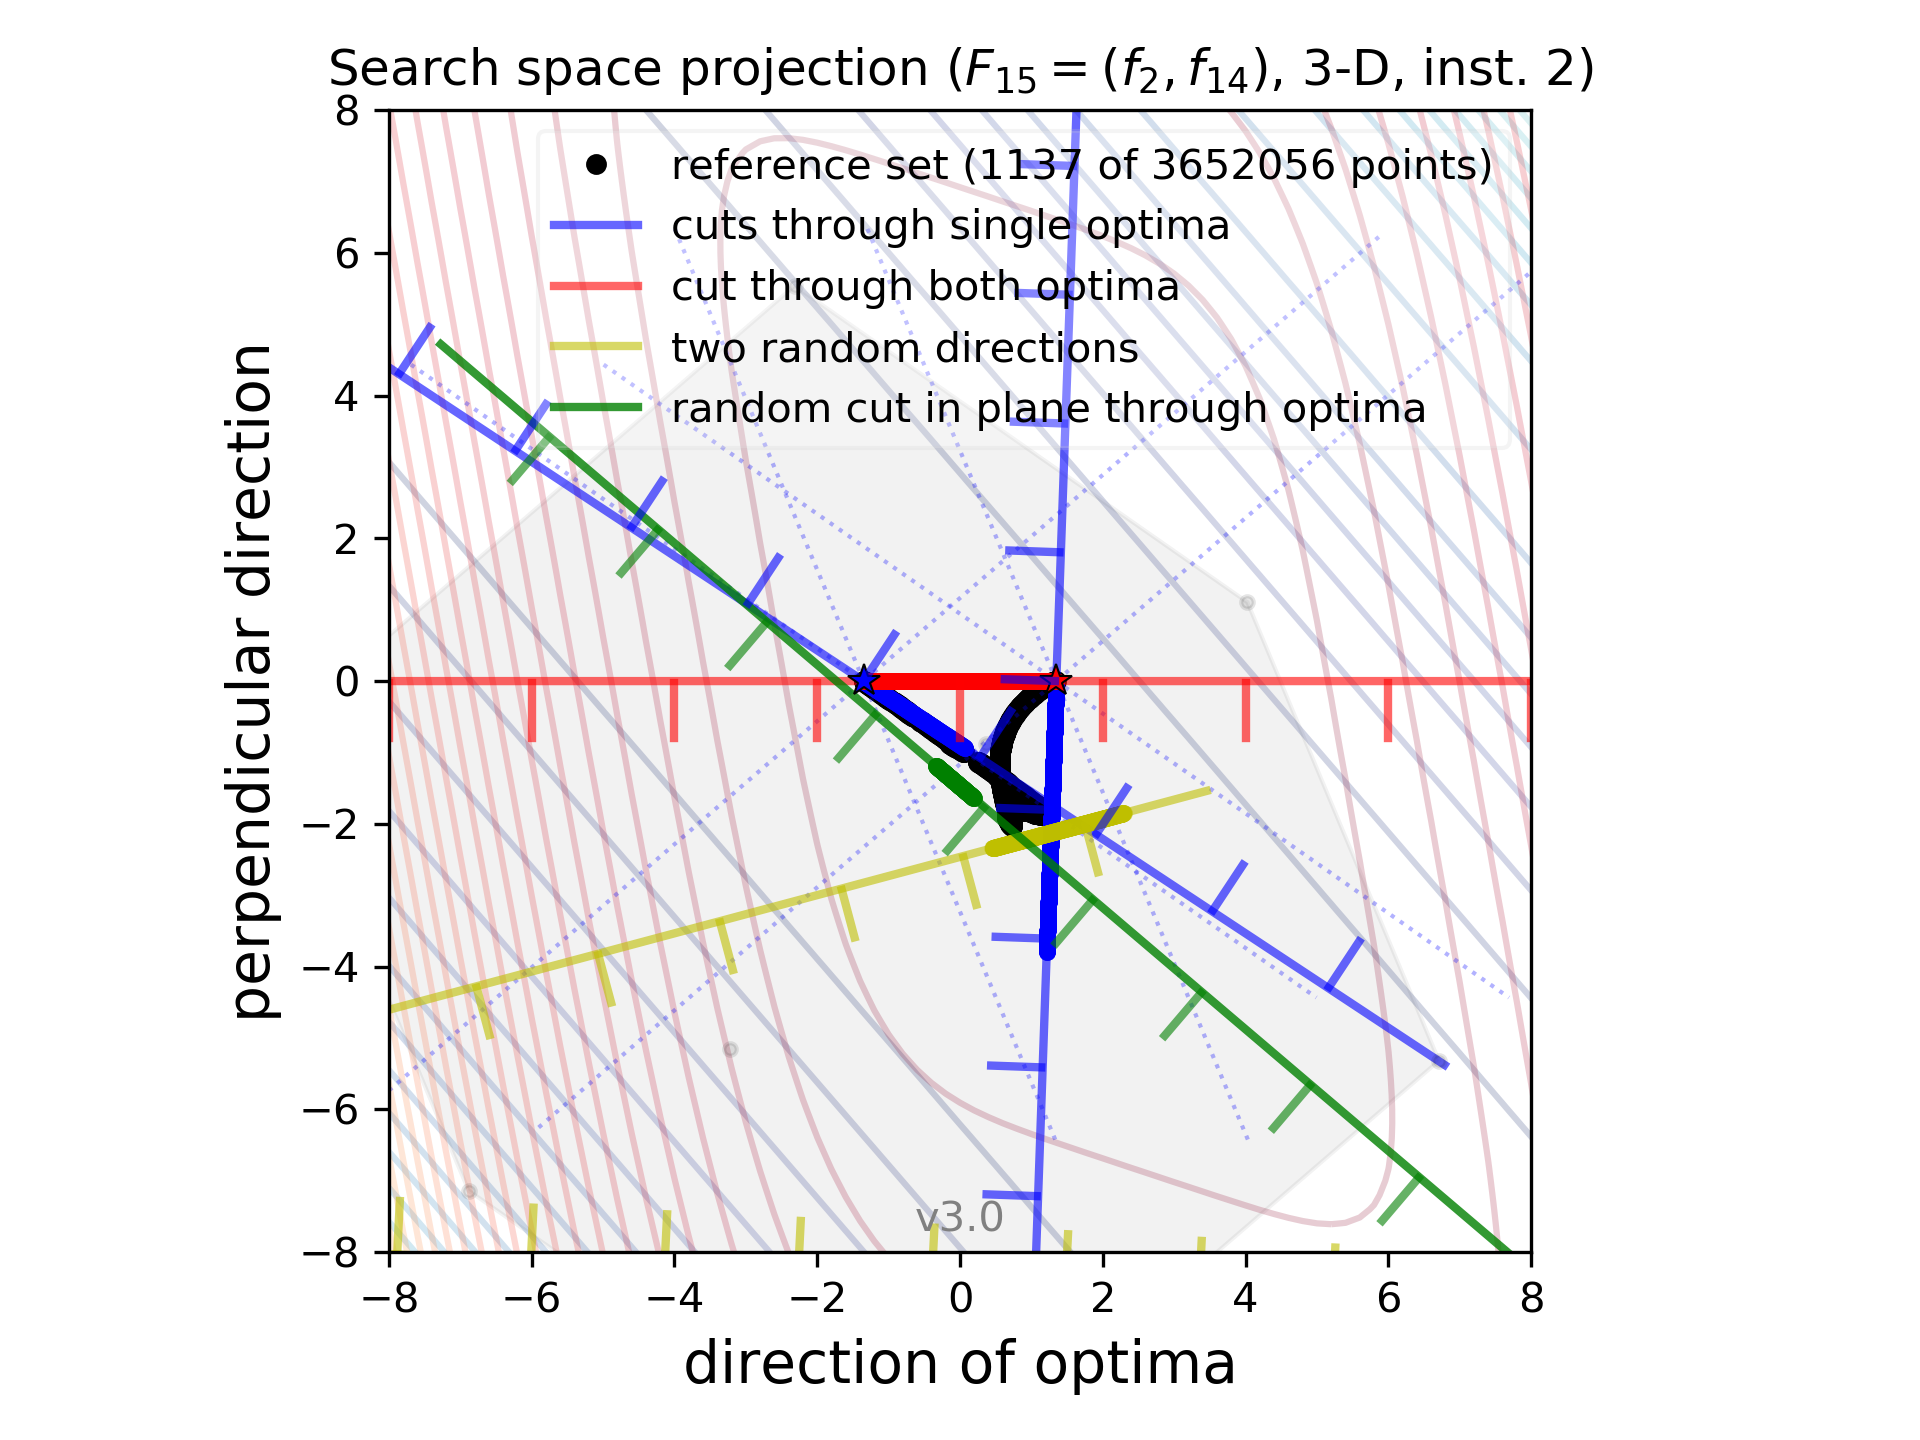 Search space projection (F₁₅ = (f₂, f₁₄), 3-D, inst. 2)
reference set (1137 of 3652056 points)
cuts through single optima
cut through both optima
two random directions
random cut in plane through optima
perpendicular direction
8
6
4
2
0
−2
−4
−6
−8
v3.0
−8 −6 −4 −2 0 2 4 6 8
direction of optima